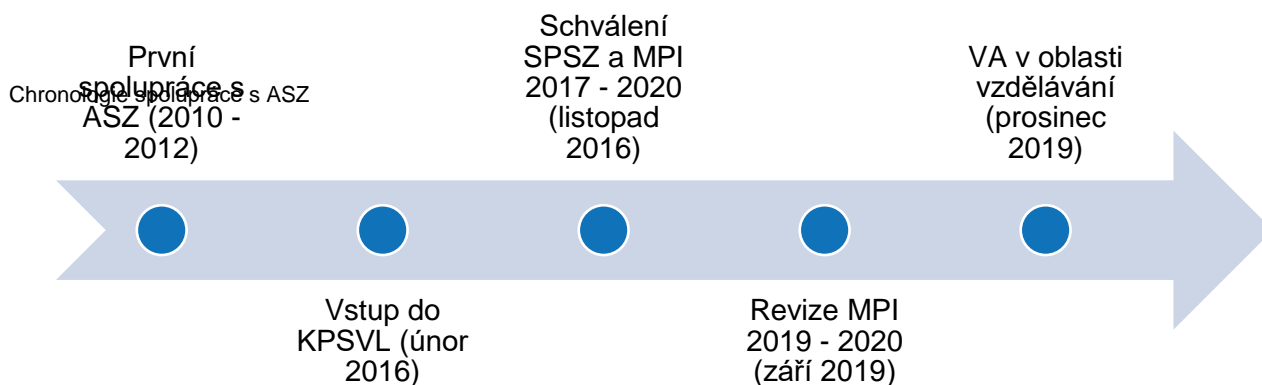 Chronologie spolupráce s ASZ
První
spolupráce s
ASZ (2010 -
2012)
Vstup do
KPSVL (únor
2016)
Schválení
SPSZ a MPI
2017 - 2020
(listopad
2016)
Revize MPI
2019 - 2020
(září 2019)
VA v oblasti
vzdělávání
(prosinec
2019)